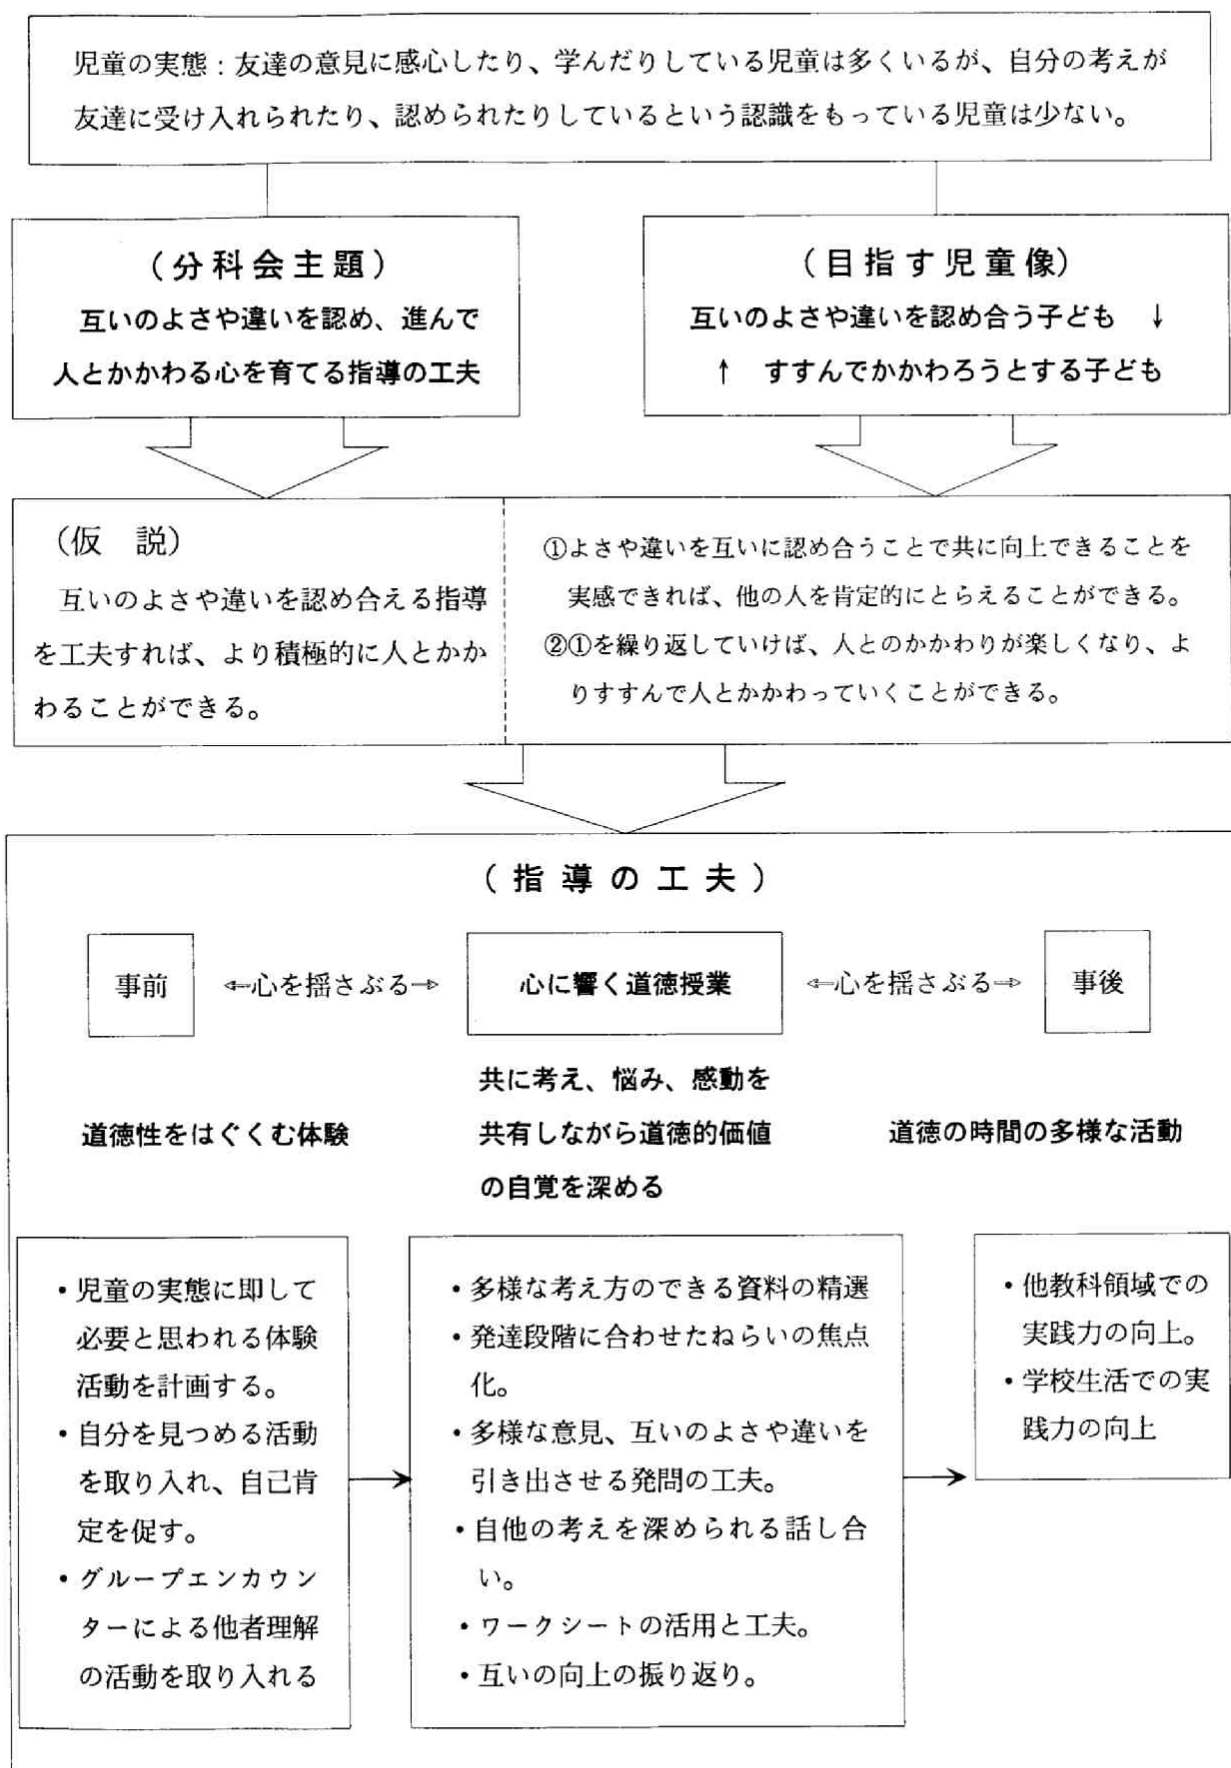 児童の実態：友達の意見に感心したり、学んだりしている児童は多くいるが、自分の考えが
友達に受け入れられたり、認められたりしているという認識をもっている児童は少ない。
（分科会主題）
互いのよさや違いを認め、進んで
人とかかわる心を育てる指導の工夫
（目指す児童像）
互いのよさや違いを認め合う子ども　↓
↑　すすんでかかわろうとする子ども
（仮　説）
互いのよさや違いを認め合える指導
を工夫すれば、より積極的に人とかか
わることができる。
①よさや違いを互いに認め合うことで共に向上できることを
実感できれば、他の人を肯定的にとらえることができる。
②①を繰り返していけば、人とのかかわりが楽しくなり、よ
りすすんで人とかかわっていくことができる。
（指導の工夫）
事前　⇐心を揺さぶる⇒　心に響く道徳授業　⇐心を揺さぶる⇒　事後
道徳性をはぐくむ体験
共に考え、悩み、感動を
共有しながら道徳的価値
の自覚を深める
道徳の時間の多様な活動
・児童の実態に即して
必要と思われる体験
活動を計画する。
・自分を見つめる活動
を取り入れ、自己肯
定を促す。
・グループエンカウン
ターによる他者理解
の活動を取り入れる
・多様な考え方のできる資料の精選
・発達段階に合わせたねらいの焦点
化。
・多様な意見、互いのよさや違いを
引き出させる発問の工夫。
・自他の考えを深められる話し合
い。
・ワークシートの活用と工夫。
・互いの向上の振り返り。
・他教科領域での
実践力の向上。
・学校生活での実
践力の向上